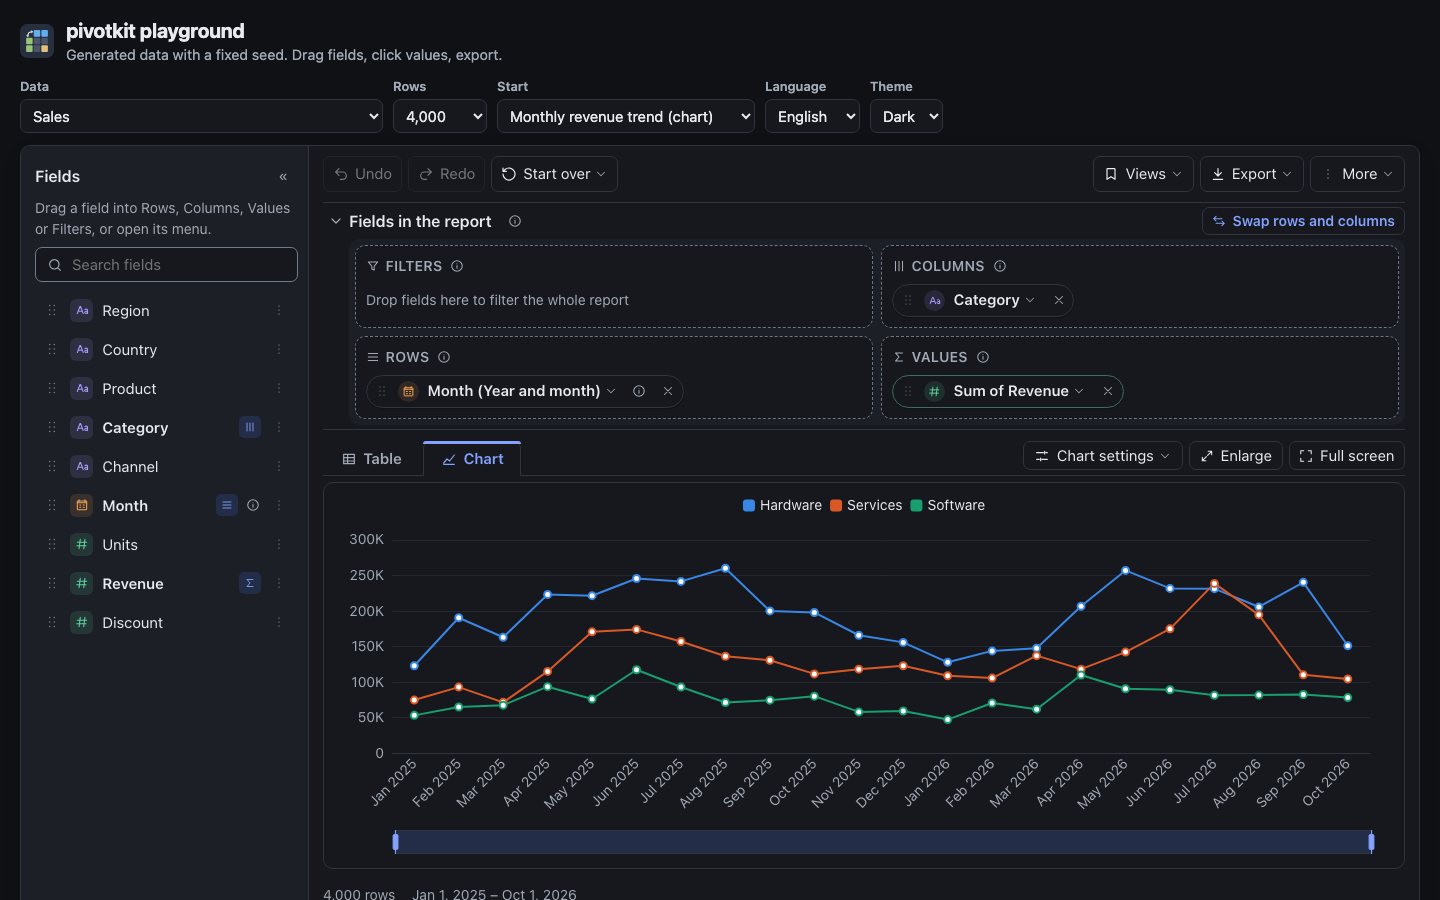 pivotkit playground
Generated data with a fixed seed. Drag fields, click values, export.
Data Rows Start Language Theme
Sales 4,000 Monthly revenue trend (chart) English Dark
Fields «
Drag a field into Rows, Columns, Values
or Filters, or open its menu.
Search fields
Aa Region
Aa Country
Aa Product
Aa Category
Aa Channel
Month
# Units
# Revenue Σ
# Discount
Undo Redo Start over Views Export More
Fields in the report Swap rows and columns
FILTERS
Drop fields here to filter the whole report
COLUMNS
Aa Category
ROWS
Month (Year and month)
Σ VALUES
# Sum of Revenue
Table Chart Chart settings Enlarge Full screen
Hardware Services Software
300K
250K
200K
150K
100K
50K
0
Jan 2025 Feb 2025 Mar 2025 Apr 2025 May 2025 Jun 2025 Jul 2025 Aug 2025 Sep 2025 Oct 2025 Nov 2025 Dec 2025 Jan 2026 Feb 2026 Mar 2026 Apr 2026 May 2026 Jun 2026 Jul 2026 Aug 2026 Sep 2026 Oct 2026
4,000 rows Jan 1, 2025 – Oct 1, 2026